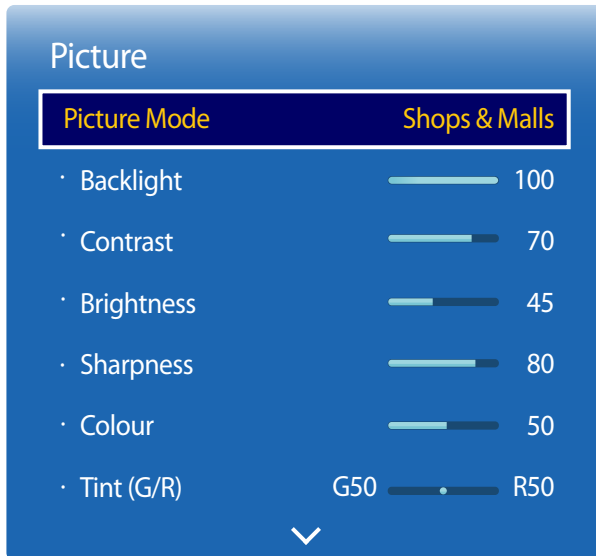 Picture
Picture Mode Shops & Malls
· Backlight 100
· Contrast 70
· Brightness 45
· Sharpness 80
· Colour 50
· Tint (G/R) G50 R50